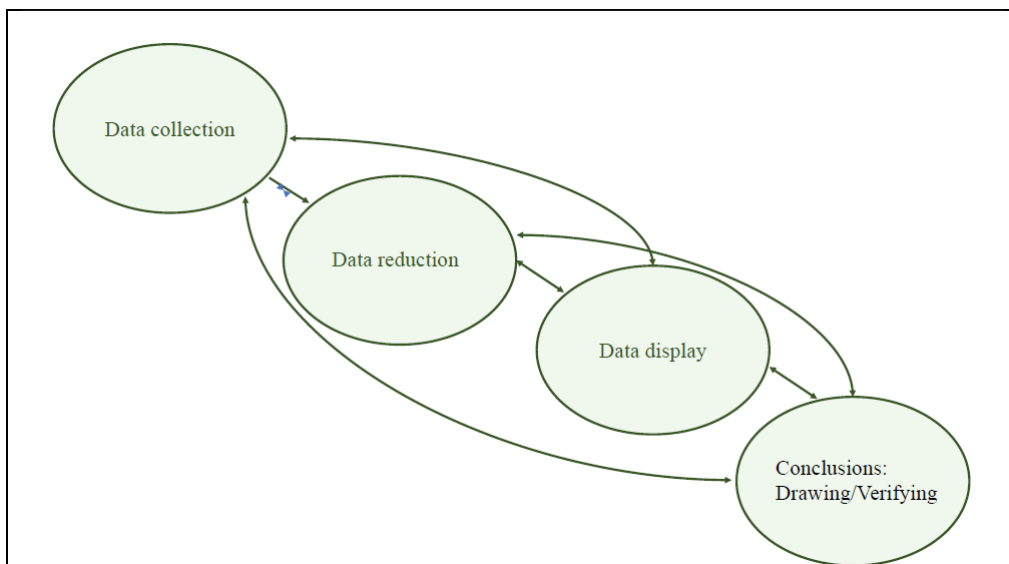 Data collection
Data reduction
Data display
Conclusions:
Drawing/Verifying